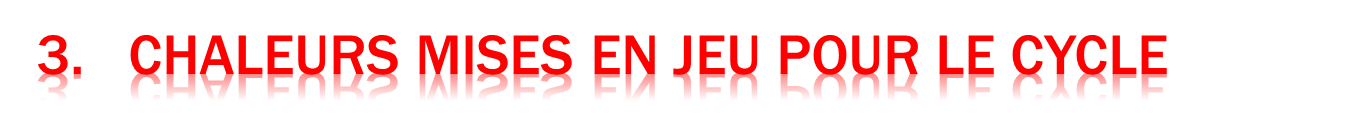 3. CHALEURS MISES EN JEU POUR LE CYCLE